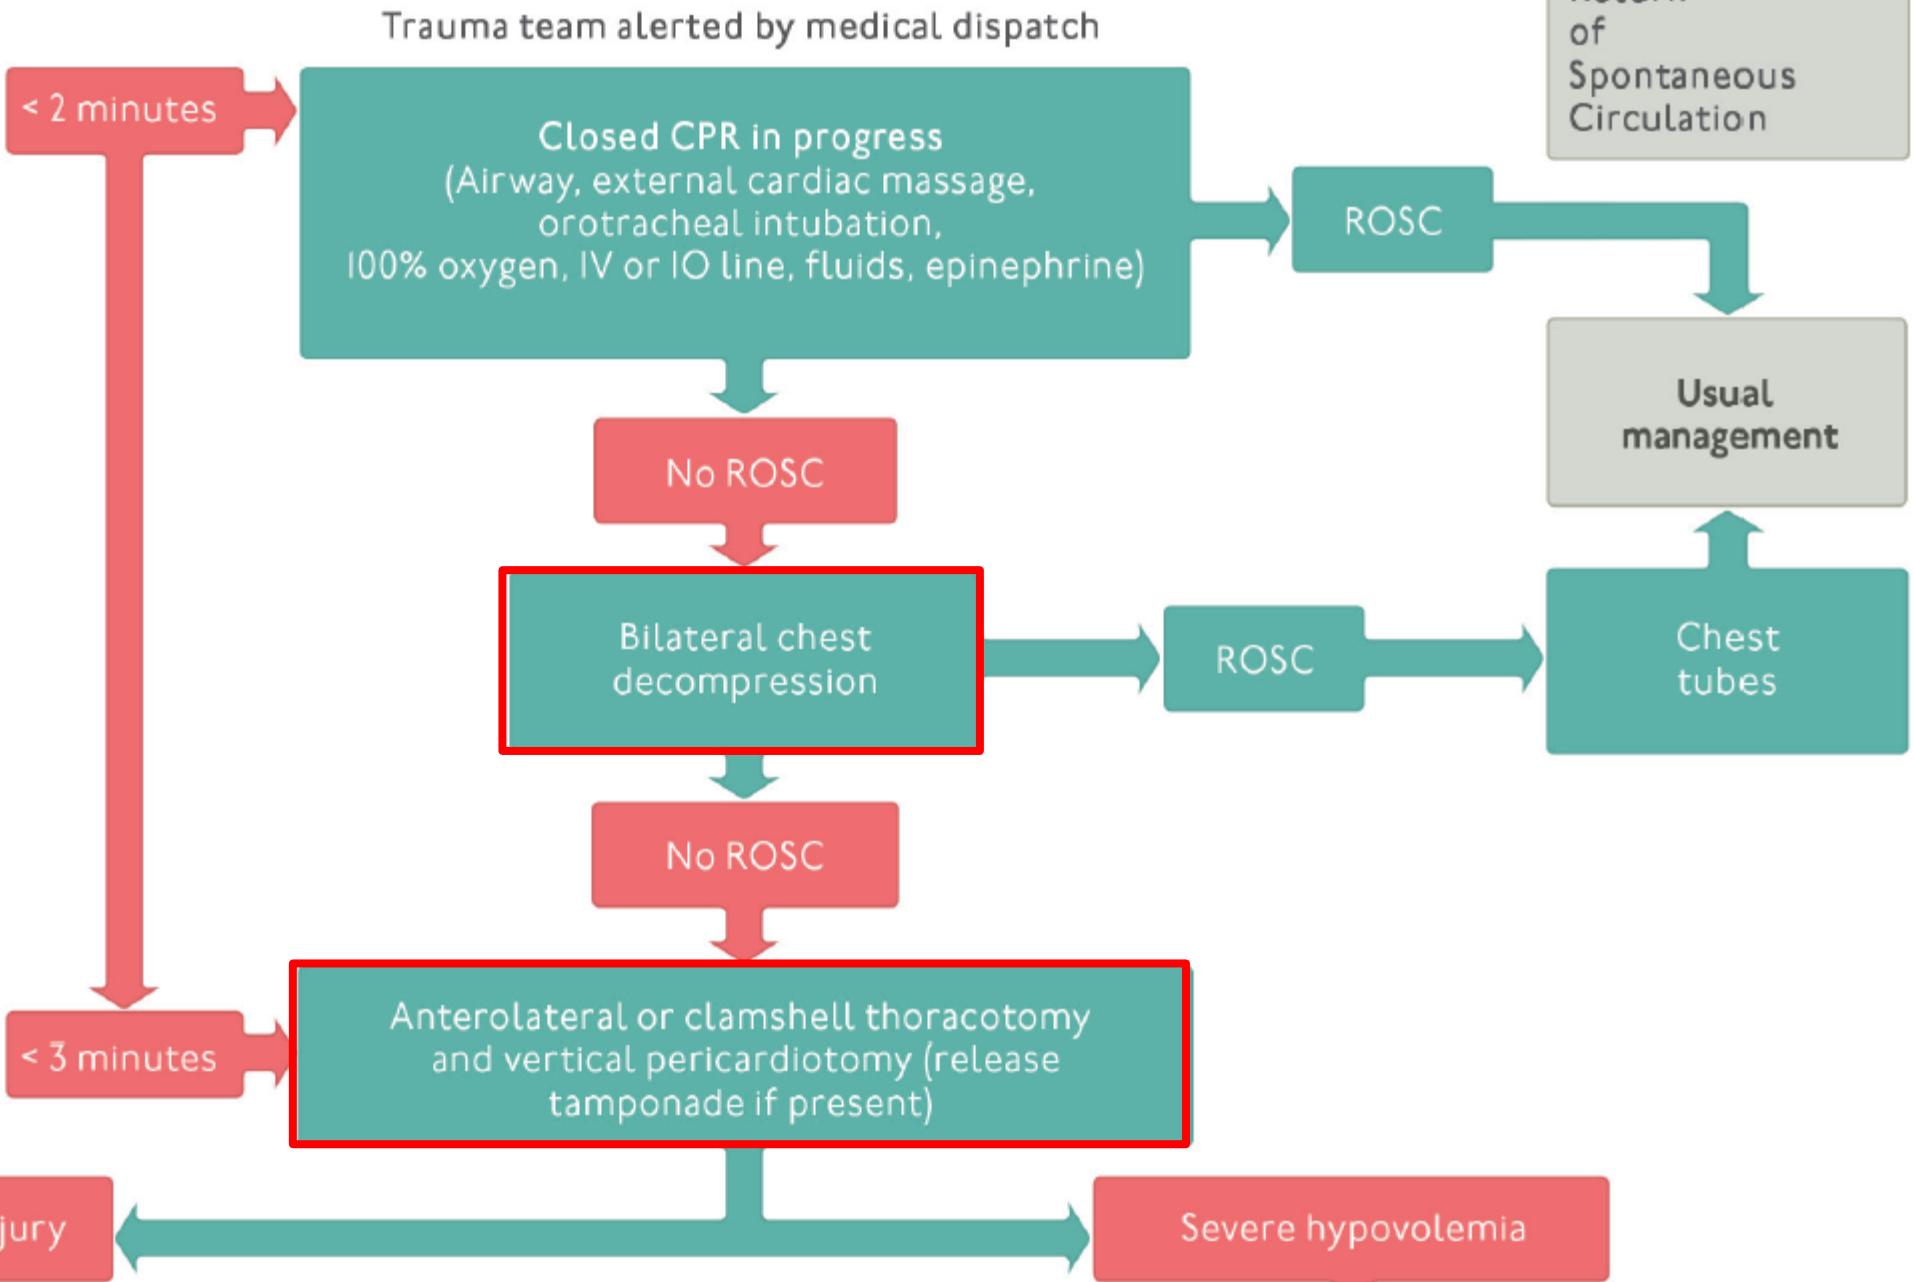 Trauma team alerted by medical dispatch
of
Spontaneous
Circulation
< 2 minutes
Closed CPR in progress
(Airway, external cardiac massage,
orotracheal intubation,
100% oxygen, IV or IO line, fluids, epinephrine)
ROSC
Usual
management
No ROSC
Bilateral chest
decompression
ROSC
Chest
tubes
No ROSC
< 3 minutes
Anterolateral or clamshell thoracotomy
and vertical pericardiotomy (release
tamponade if present)
jury
Severe hypovolemia